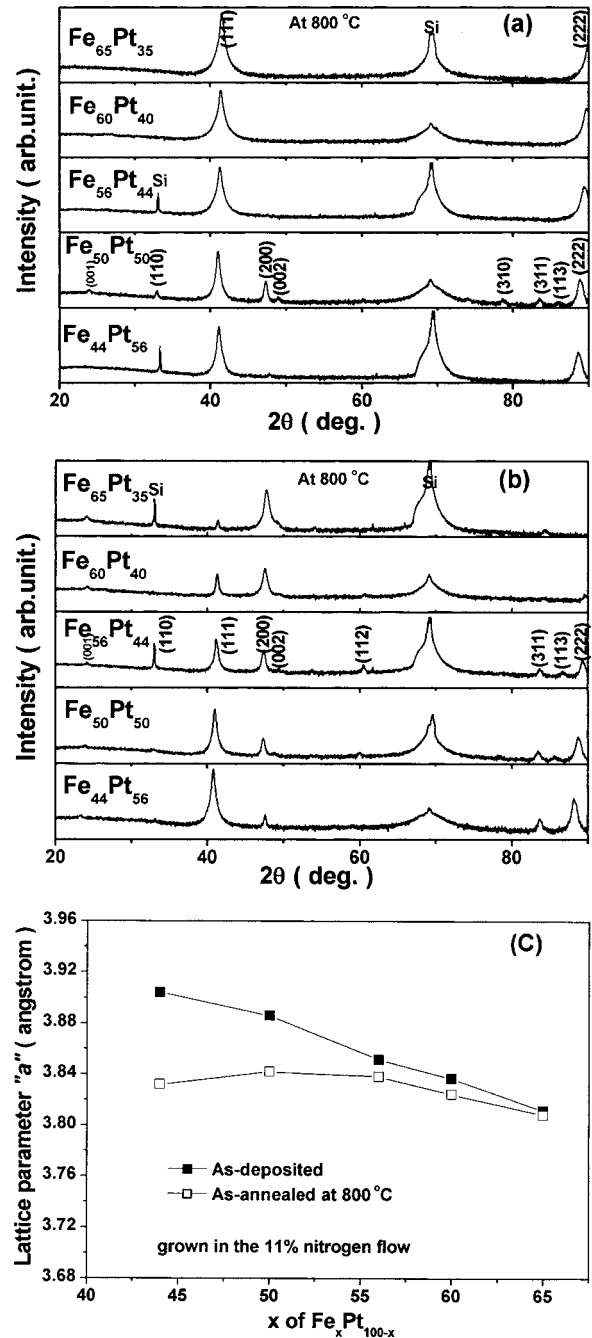 Intensity ( arb.unit.)
Fe65Pt35
(111)
At 800 °C
Si
(a)
(222)
Fe60Pt40
Fe56Pt44
Si
Fe50Pt50
(001)
(110)
(200)
(002)
(310)
(311)
(113)
(222)
Fe44Pt56
20 40 60 80
2θ ( deg. )
Intensity ( arb.unit.)
Fe65Pt35
Si
At 800 °C
Si
(b)
Fe60Pt40
Fe56Pt44
(001)
(110)
(111)
(200)
(002)
(112)
(311)
(113)
(222)
Fe50Pt50
Fe44Pt56
20 40 60 80
2θ ( deg. )
Lattice parameter "a" ( angstrom )
(C)
3.96
3.92
3.88
3.84
3.80
3.76
3.72
3.68
As-deposited
As-annealed at 800 °C
grown in the 11% nitrogen flow
40 45 50 55 60 65
x of FexPt100-x